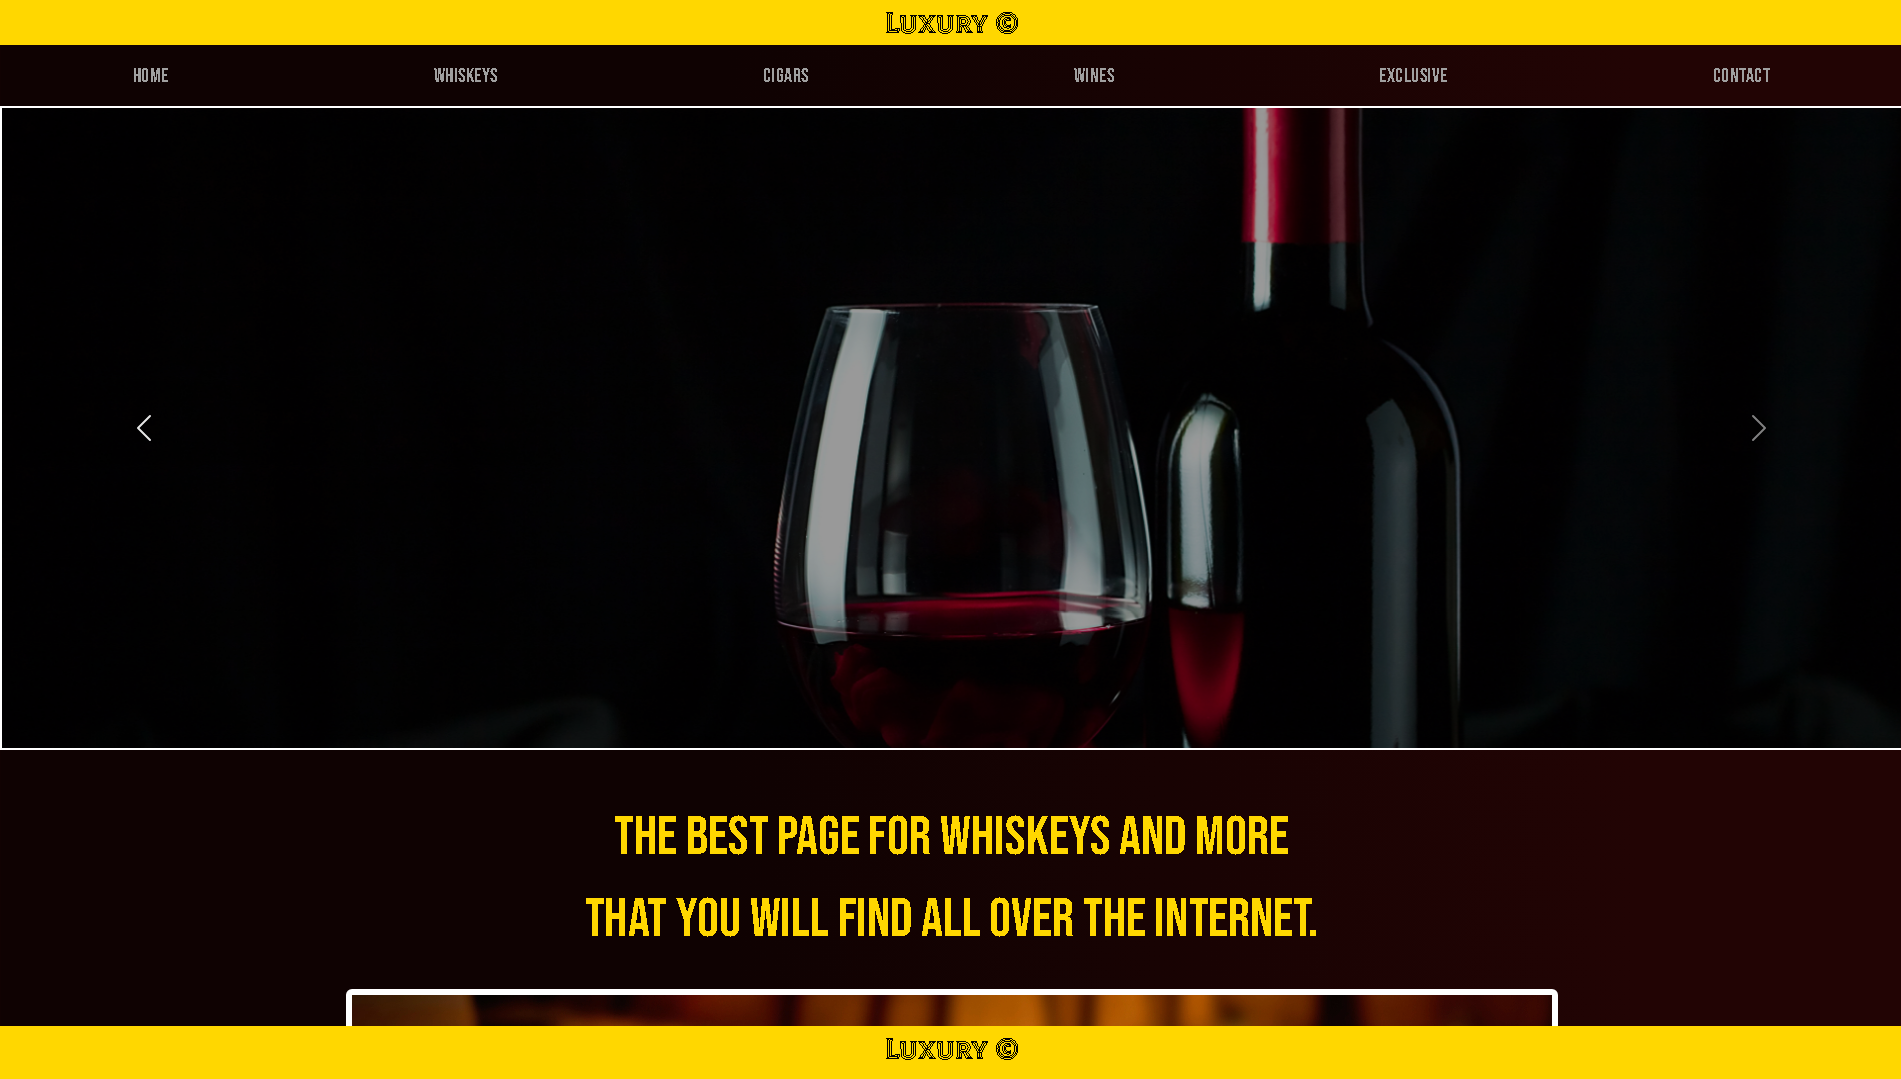 Luxury ©
HOME
WHISKEYS
CIGARS
WINES
EXCLUSIVE
CONTACT
THE BEST PAGE FOR WHISKEYS AND MORE
THAT YOU WILL FIND ALL OVER THE INTERNET.
Luxury ©